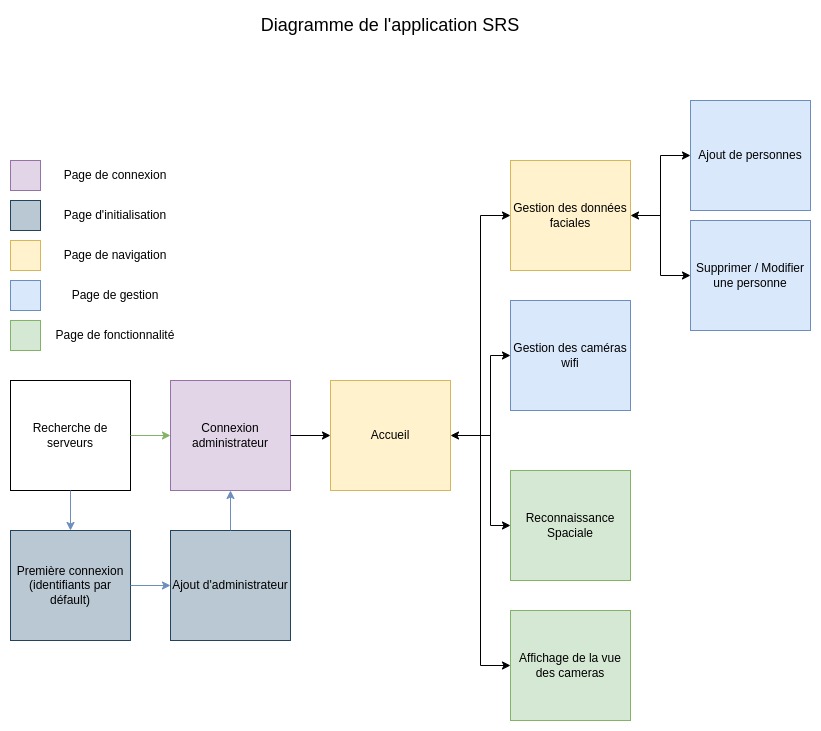 Diagramme de l'application SRS
Page de connexion
Page d'initialisation
Page de navigation
Page de gestion
Page de fonctionnalité
Recherche de
serveurs
Connexion
administrateur
Accueil
Première connexion
(identifiants par
défault)
Ajout d'administrateur
Gestion des données
faciales
Gestion des caméras
wifi
Reconnaissance
Spaciale
Affichage de la vue
des cameras
Ajout de personnes
Supprimer / Modifier
une personne